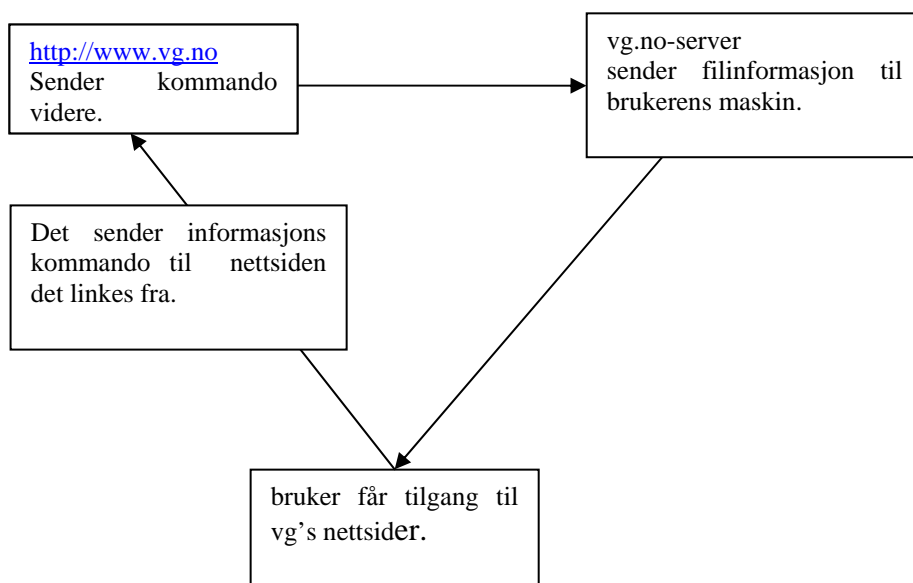 http://www.vg.no
Sender kommando
videre.
vg.no-server
sender filinformasjon til
brukerens maskin.
Det sender informasjons
kommando til nettsiden
det linkes fra.
bruker får tilgang til
vg’s nettsider.